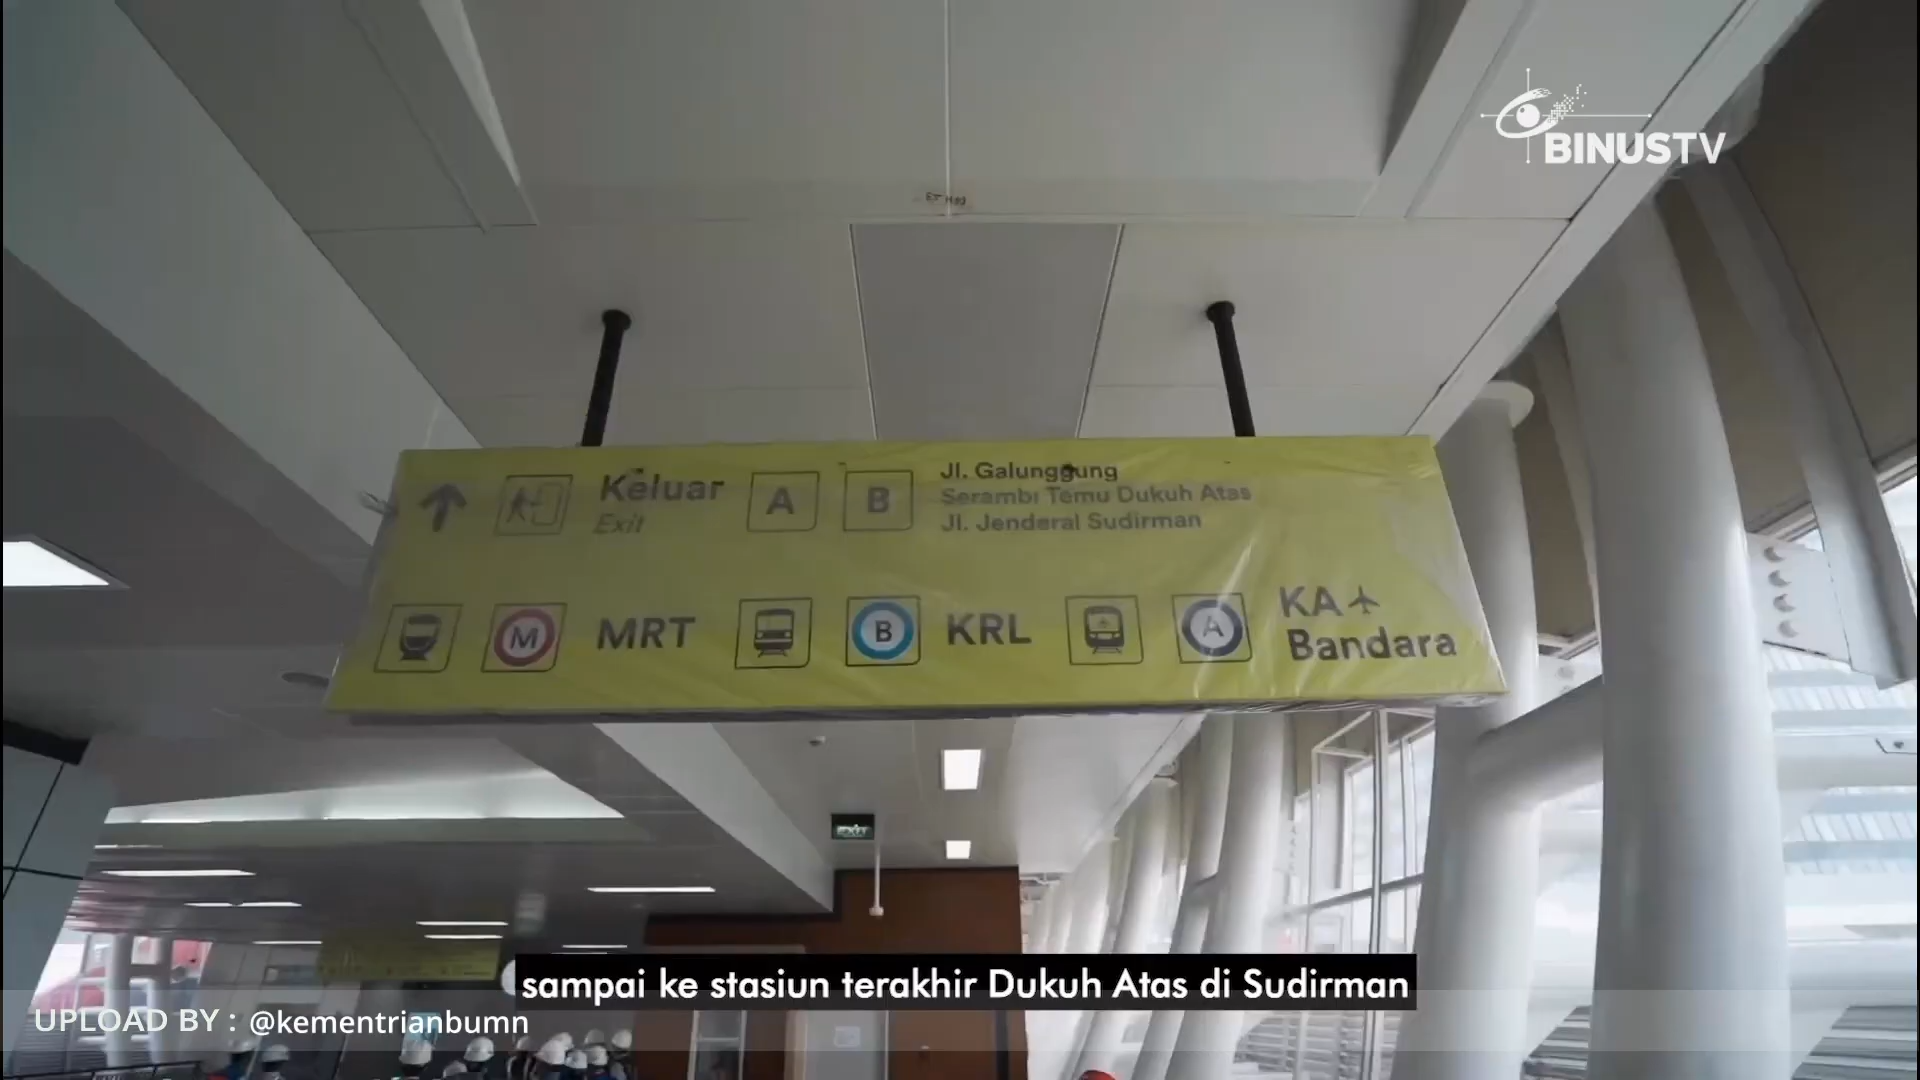 BINUSTV
Keluar
Exit
A
B
Jl. Galunggung
Serambi Temu Dukuh Atas
Jl. Jenderal Sudirman
M
MRT
B
KRL
A
KA
Bandara
EXIT
sampai ke stasiun terakhir Dukuh Atas di Sudirman
UPLOAD BY : @kementrianbumn